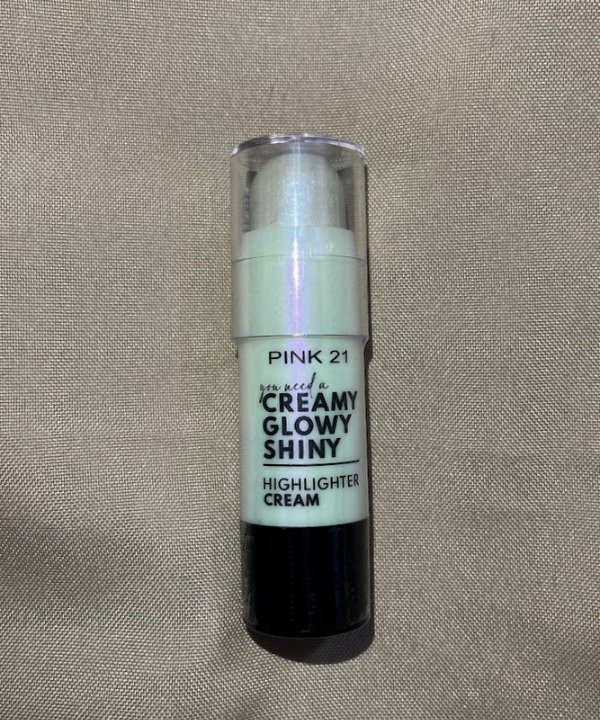 PINK 21
you need a
CREAMY
GLOWY
SHINY
HIGHLIGHTER
CREAM